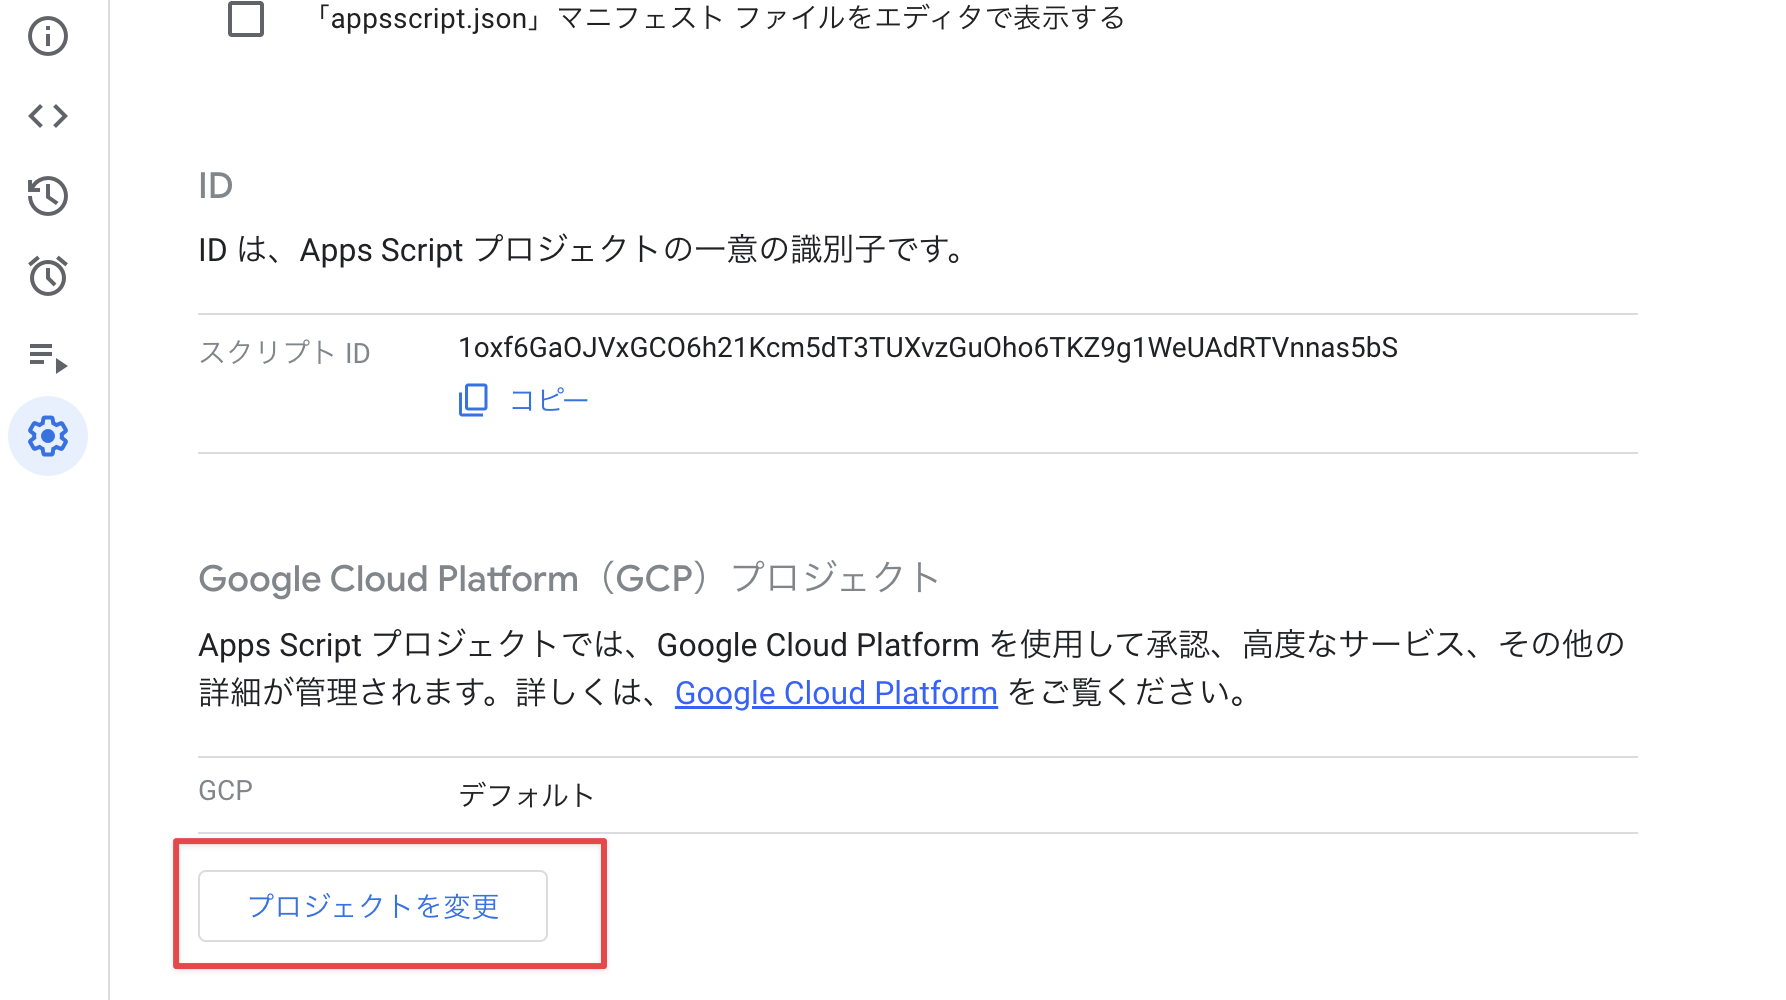 「appsscript.json」マニフェスト ファイルをエディタで表示する
ID
ID は、Apps Script プロジェクトの一意の識別子です。
スクリプト ID
1oxf6GaOJVxGCO6h21Kcm5dT3TUXvzGuOho6TKZ9g1WeUAdRTVnnas5bS
コピー
Google Cloud Platform（GCP）プロジェクト
Apps Script プロジェクトでは、Google Cloud Platform を使用して承認、高度なサービス、その他の
詳細が管理されます。詳しくは、Google Cloud Platform をご覧ください。
GCP
デフォルト
プロジェクトを変更